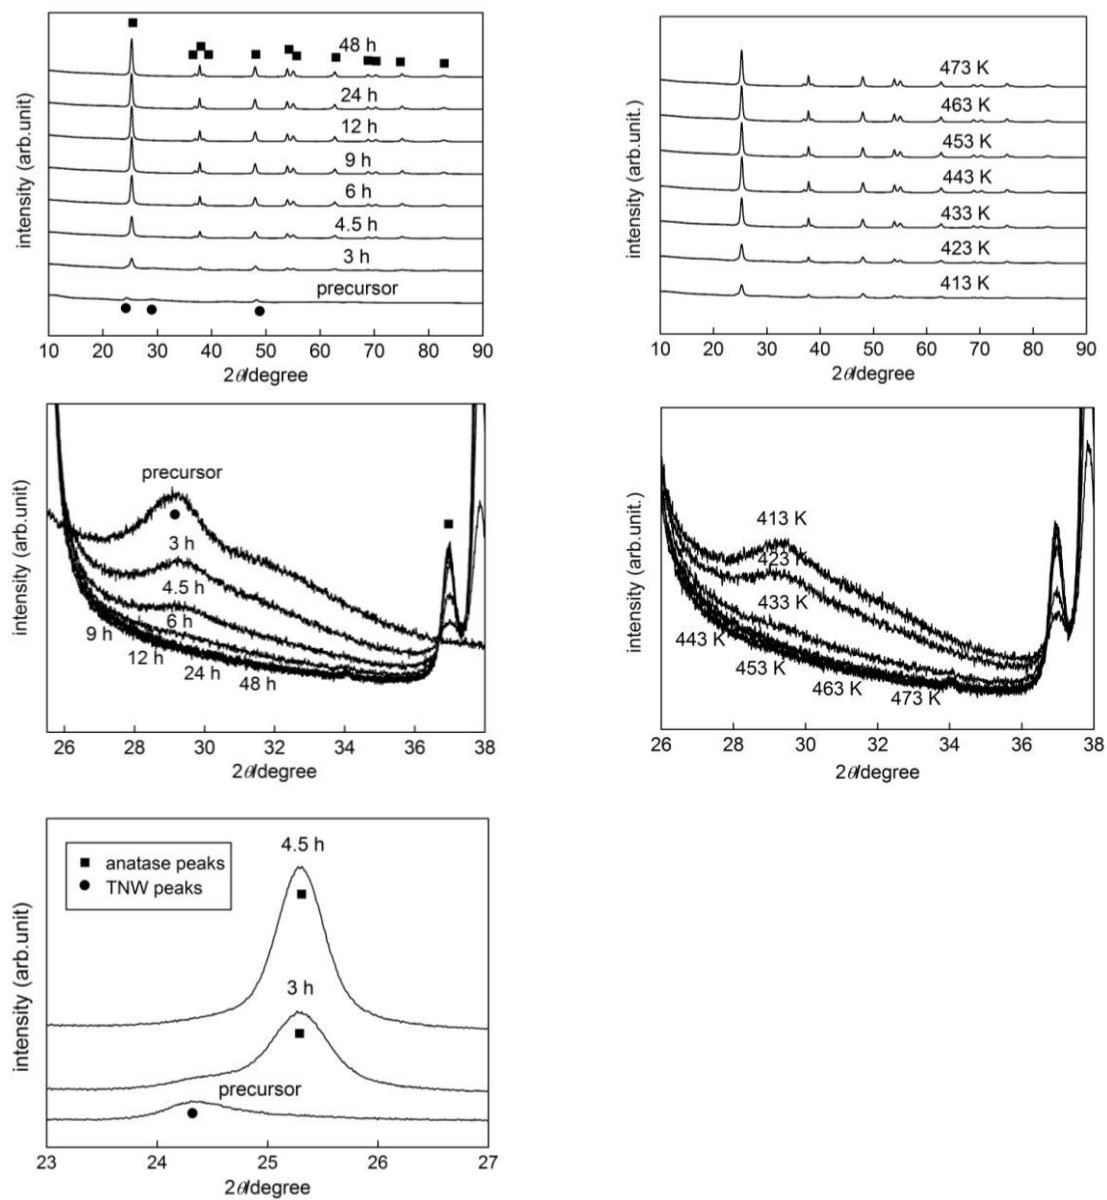 48 h
24 h
12 h
9 h
6 h
4.5 h
3 h
precursor
intensity (arb.unit)
10 20 30 40 50 60 70 80 90
2θ/degree
473 K
463 K
453 K
443 K
433 K
423 K
413 K
intensity (arb.unit.)
10 20 30 40 50 60 70 80 90
2θ/degree
precursor
3 h
4.5 h
6 h
9 h
12 h
24 h
48 h
intensity (arb.unit)
26 28 30 32 34 36 38
2θ/degree
413 K
423 K
433 K
443 K
453 K
463 K
473 K
intensity (arb.unit.)
26 28 30 32 34 36 38
2θ/degree
4.5 h
anatase peaks
TNW peaks
3 h
precursor
intensity (arb.unit)
23 24 25 26 27
2θ/degree